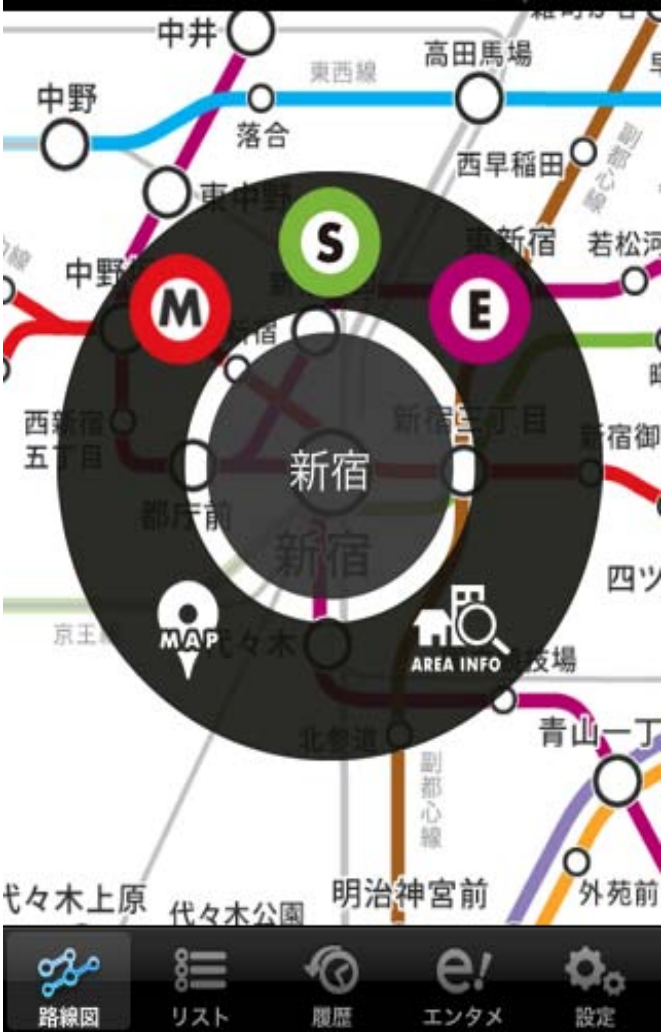 中井
高田馬場
東西線
中野
落合
西早稲田
副都心線
東中野
S
東新宿
若松河
M
E
西新宿
五丁目
新宿三丁目
新宿御
新宿
都庁前
新宿
四ツ
京王
MAP
代々木
AREA INFO
技場
北参道
青山一丁
副都心線
代々木上原
代々木公園
明治神宮前
外苑前
路線図
リスト
履歴
e!
エンタメ
設定